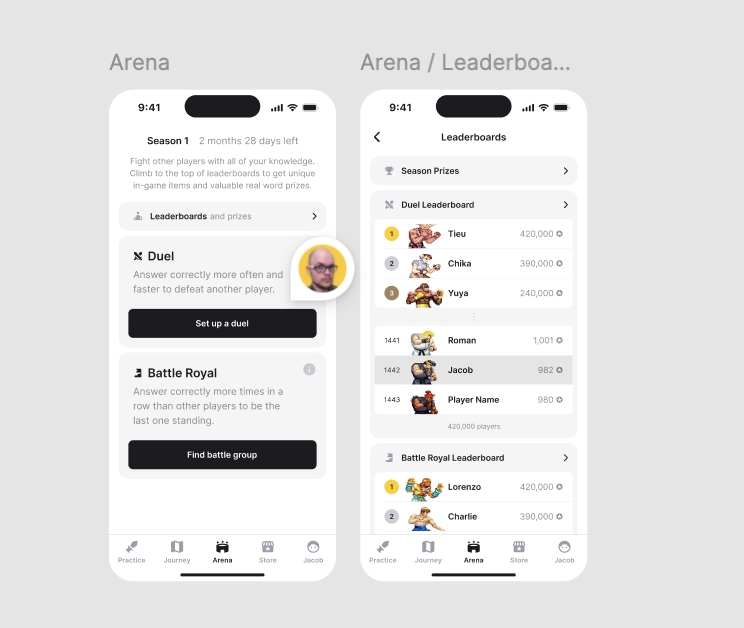 Arena
9:41
Season 1 2 months 28 days left
Fight other players with all of your knowledge.
Climb to the top of leaderboards to get unique
in-game items and valuable real word prizes.
Leaderboards and prizes
Duel
Answer correctly more often and
faster to defeat another player.
Set up a duel
Battle Royal
Answer correctly more times in a
row than other players to be the
last one standing.
Find battle group
Practice Journey Arena Store Jacob
Arena / Leaderboa...
9:41
Leaderboards
Season Prizes
Duel Leaderboard
1 Tieu 420,000
2 Chika 390,000
3 Yuya 240,000
1441 Roman 1,001
1442 Jacob 982
1443 Player Name 980
420,000 players
Battle Royal Leaderboard
1 Lorenzo 420,000
2 Charlie 390,000
Practice Journey Arena Store Jacob